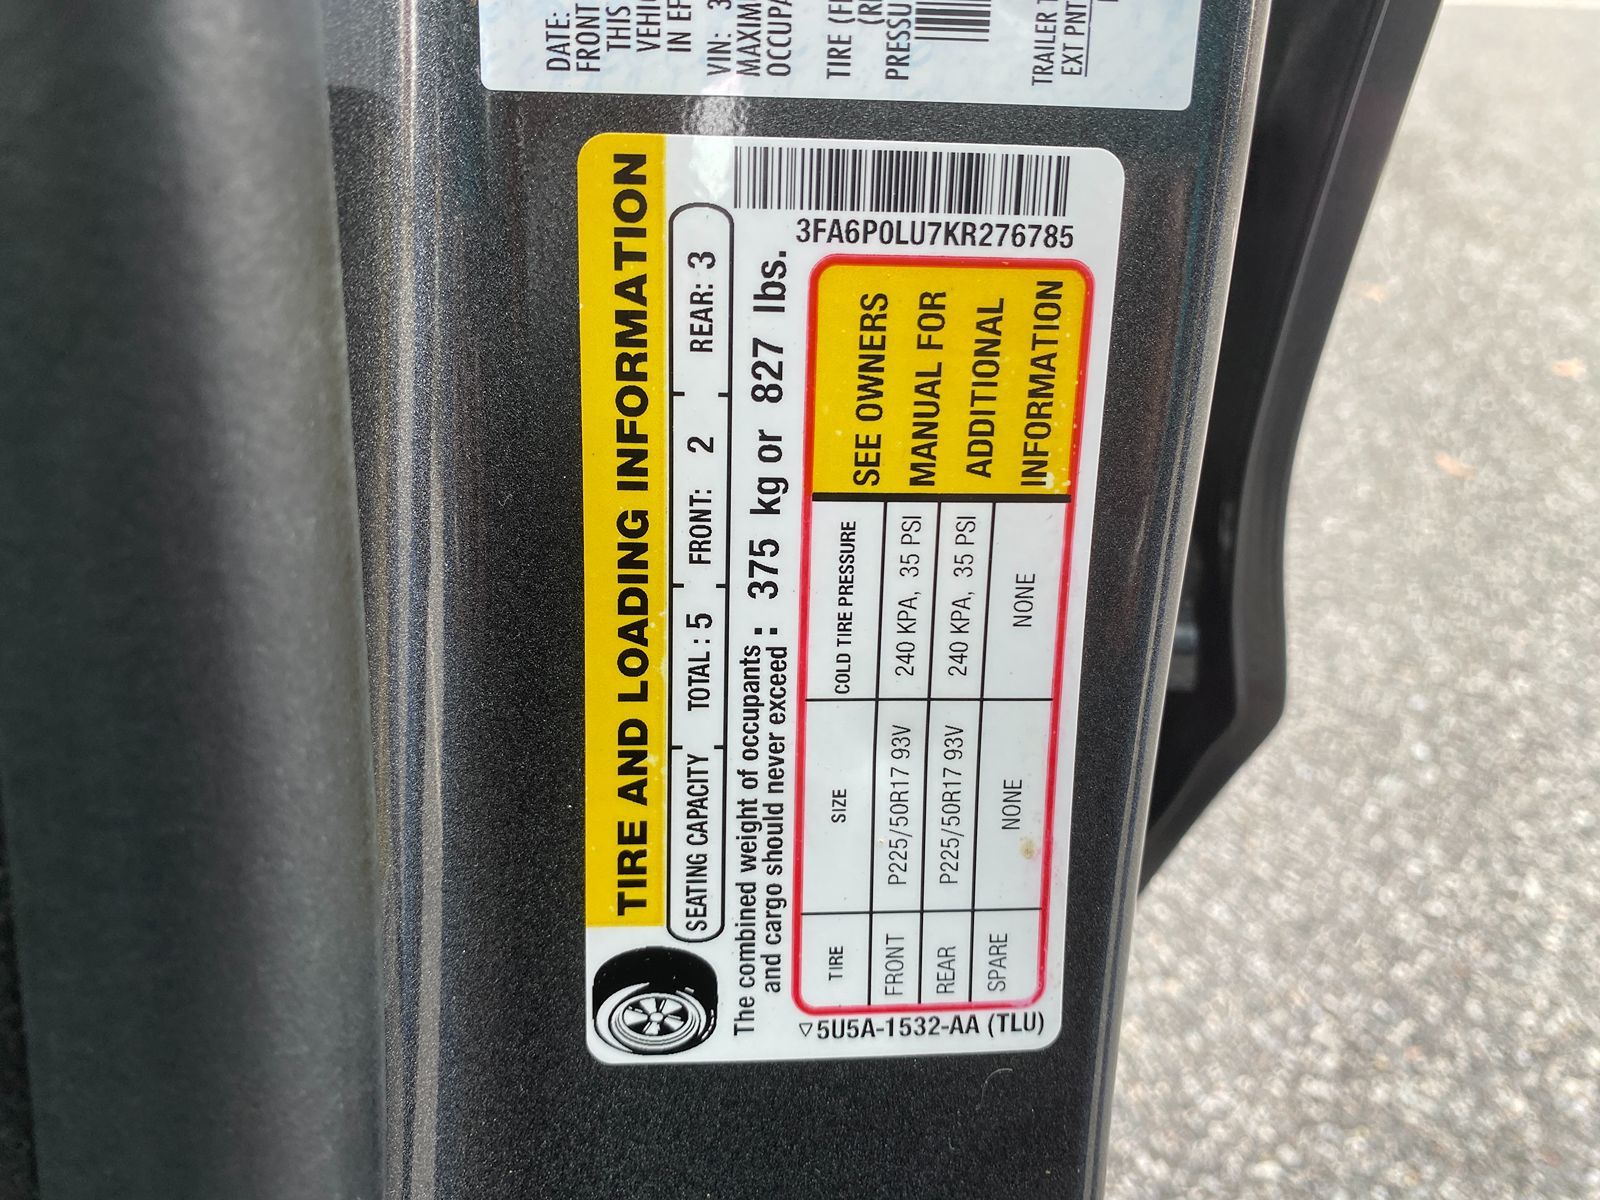 DATE:
FRONT
THIS
VEHI
IN EF
VIN: 3
MAXIM
OCCUPA
TIRE (F
(R
PRESSU
TRAILER T
EXT PNT
TIRE AND LOADING INFORMATION
SEATING CAPACITY TOTAL : 5 FRONT: 2 REAR: 3
The combined weight of occupants
and cargo should never exceed : 375 kg or 827 lbs.
3FA6P0LU7KR276785
TIRE SIZE COLD TIRE PRESSURE
FRONT P225/50R17 93V 240 KPA, 35 PSI
REAR P225/50R17 93V 240 KPA, 35 PSI
SPARE NONE NONE
SEE OWNERS
MANUAL FOR
ADDITIONAL
INFORMATION
▽5U5A-1532-AA (TLU)